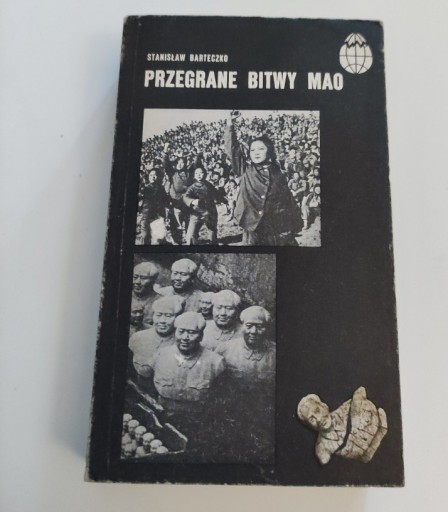 STANISŁAW BARTECZKO
PRZEGRANE BITWY MAO